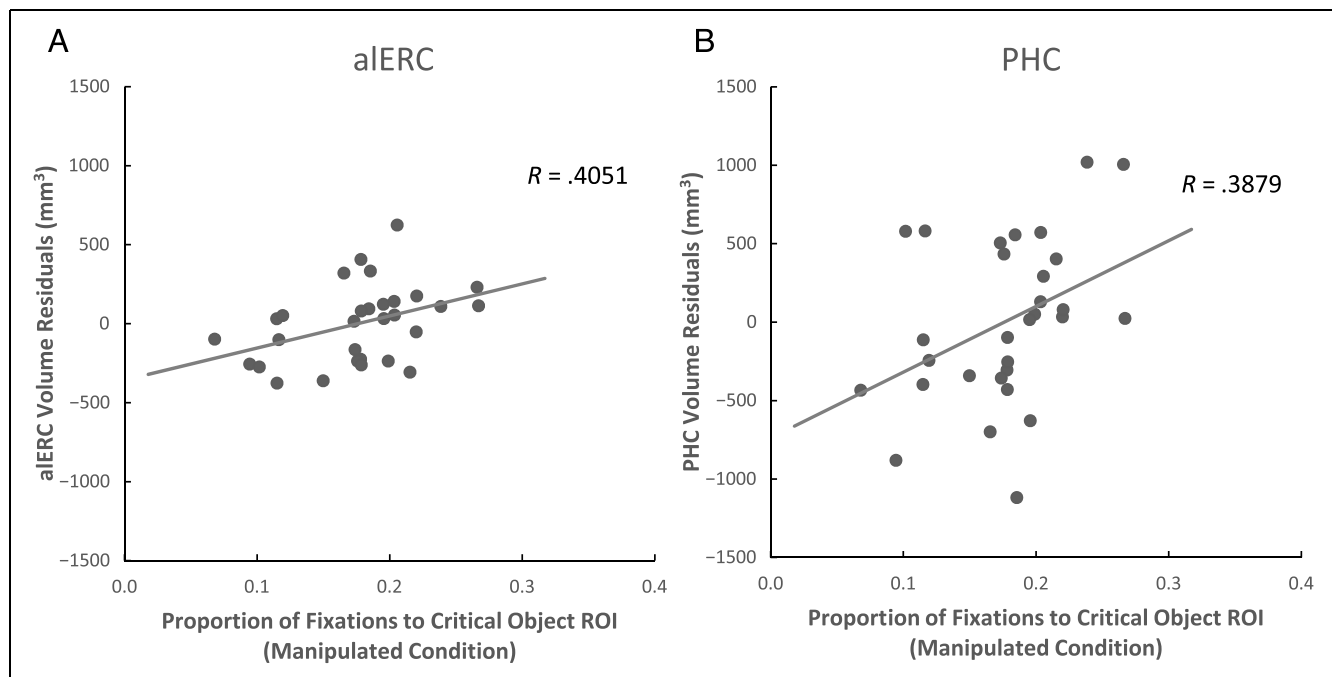 A
alERC
1500
1000
500
0
−500
−1000
−1500
alERC Volume Residuals (mm³)
R = .4051
0.0 0.1 0.2 0.3 0.4
Proportion of Fixations to Critical Object ROI
(Manipulated Condition)
B
PHC
1500
1000
500
0
−500
−1000
−1500
PHC Volume Residuals (mm³)
R = .3879
0.0 0.1 0.2 0.3 0.4
Proportion of Fixations to Critical Object ROI
(Manipulated Condition)